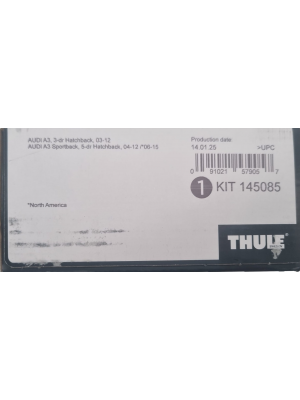 AUDI A3, 3-dr Hatchback, 03-12
AUDI A3 Sportback, 5-dr Hatchback, 04-12 /*06-13
Production date
14.01.25 >UPC
0 91021 57905 7
1 KIT 145085
*North America
THULE